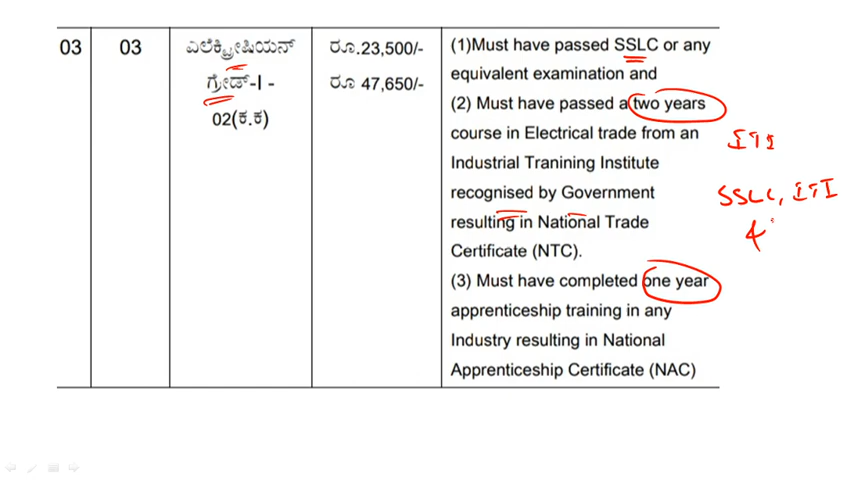 03
03
ಎಲೆಕ್ಟ್ರೀಷಿಯನ್
ಗ್ರೇಡ್-I -
02(ಕ.ಕ)
ರೂ.23,500/-
ರೂ 47,650/-
(1)Must have passed SSLC or any
equivalent examination and
(2) Must have passed a two years
course in Electrical trade from an
Industrial Tranining Institute
recognised by Government
resulting in National Trade
Certificate (NTC).
(3) Must have completed one year
apprenticeship training in any
Industry resulting in National
Apprenticeship Certificate (NAC)
ITI
SSLC, ITI